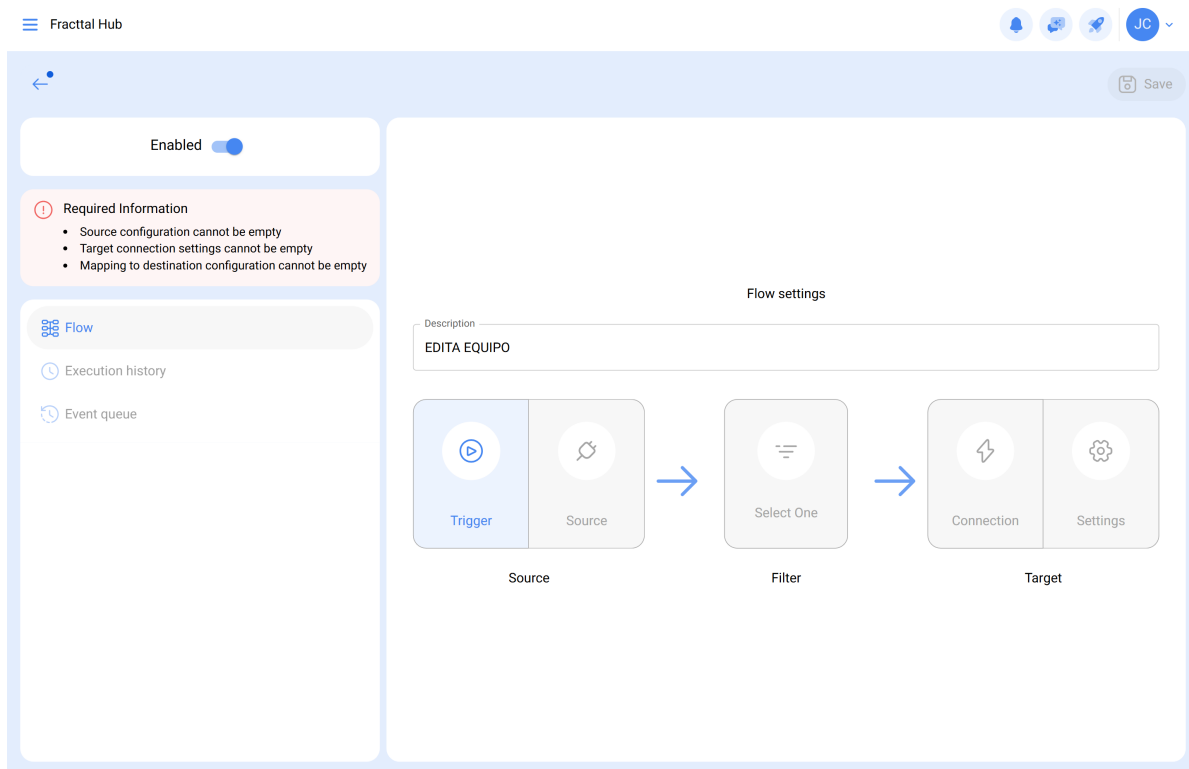 Fracttal Hub
JC
Save
Enabled
Required Information
Source configuration cannot be empty
Target connection settings cannot be empty
Mapping to destination configuration cannot be empty
Flow
Execution history
Event queue
Flow settings
Description
EDITA EQUIPO
Trigger
Source
Select One
Connection
Settings
Source
Filter
Target